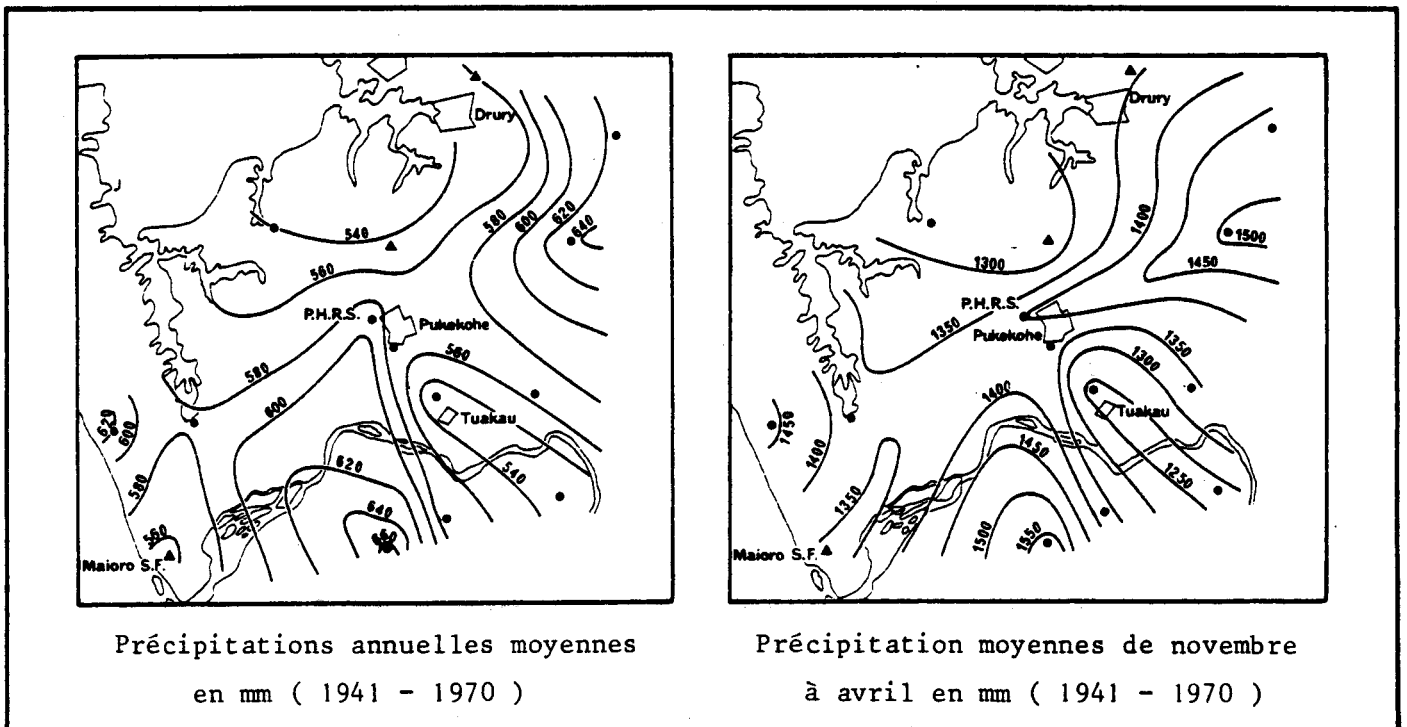 Drury
540
560
580
600
620
640
P.H.R.S.
Pukekohe
580
600
580
Tuakau
620
600
580
540
620
640
660
560
Maioro S.F.
Drury
1400
1500
1450
1300
P.H.R.S.
1350
Pukekohe
1350
1300
1400
Tuakau
1450
1400
1450
1250
1350
1500
1550
Maioro S.F.
Précipitations annuelles moyennes
en mm ( 1941 - 1970 )
Précipitation moyennes de novembre
à avril en mm ( 1941 - 1970 )